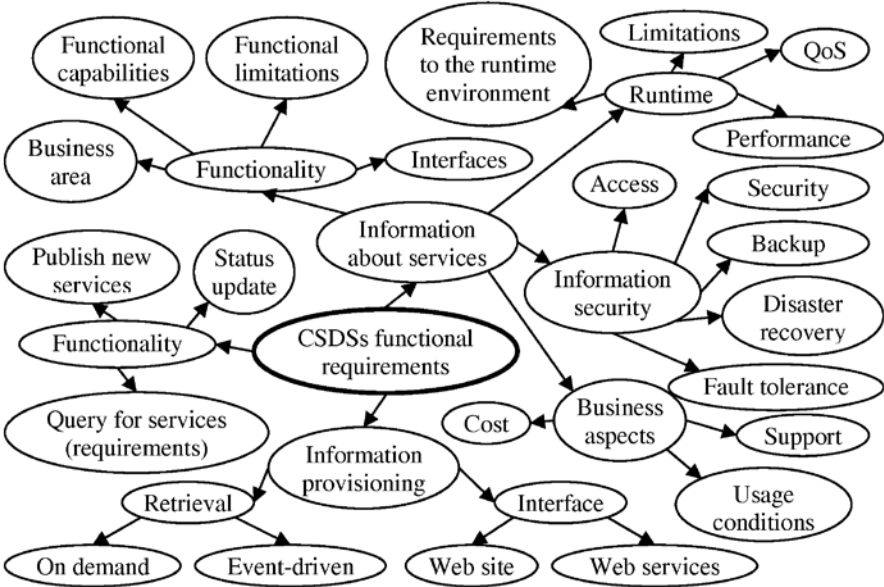 Functional
capabilities
Functional
limitations
Requirements
to the runtime
environment
Limitations
QoS
Runtime
Performance
Business
area
Functionality
Interfaces
Access
Security
Information
about services
Backup
Publish new
services
Status
update
Information
security
Disaster
recovery
Functionality
CSDSs functional
requirements
Fault tolerance
Query for services
(requirements)
Cost
Business
aspects
Support
Information
provisioning
Retrieval
Interface
Usage
conditions
On demand
Event-driven
Web site
Web services